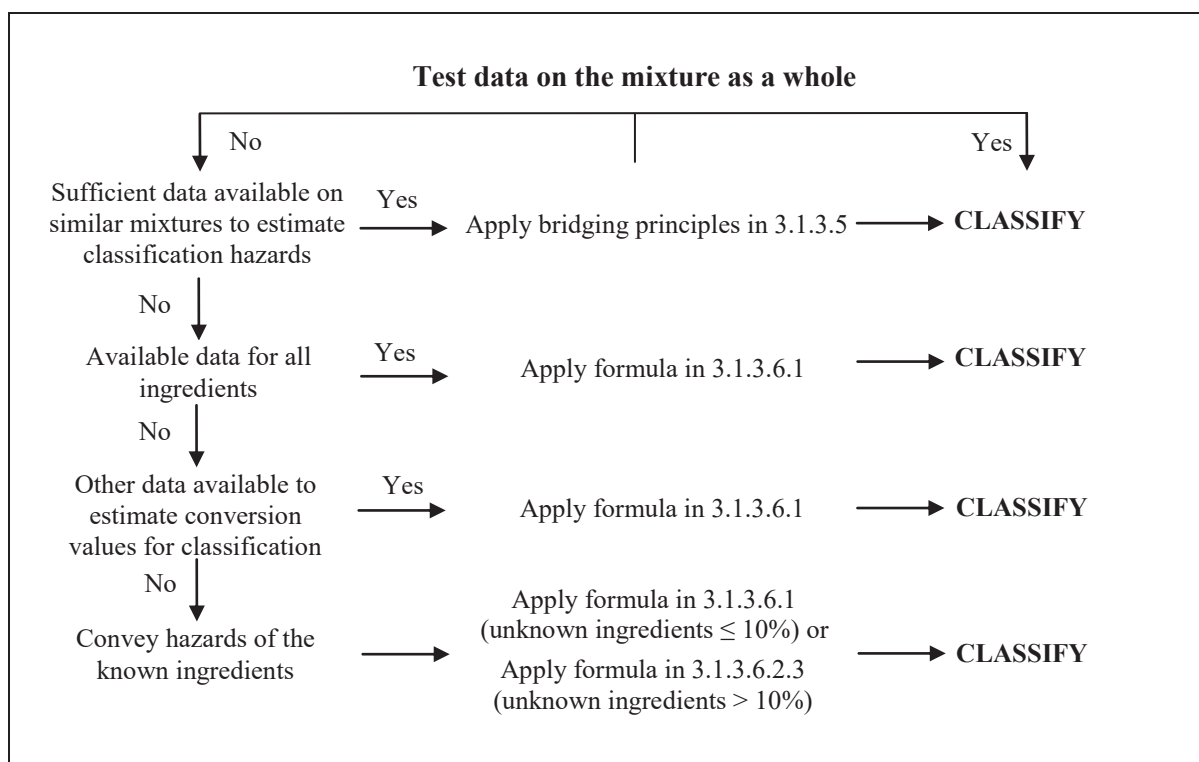 Test data on the mixture as a whole
No
Yes
Sufficient data available on
similar mixtures to estimate
classification hazards
Yes
Apply bridging principles in 3.1.3.5
CLASSIFY
No
Available data for all
ingredients
Yes
Apply formula in 3.1.3.6.1
CLASSIFY
No
Other data available to
estimate conversion
values for classification
Yes
Apply formula in 3.1.3.6.1
CLASSIFY
No
Convey hazards of the
known ingredients
Apply formula in 3.1.3.6.1
(unknown ingredients ≤ 10%) or
Apply formula in 3.1.3.6.2.3
(unknown ingredients > 10%)
CLASSIFY